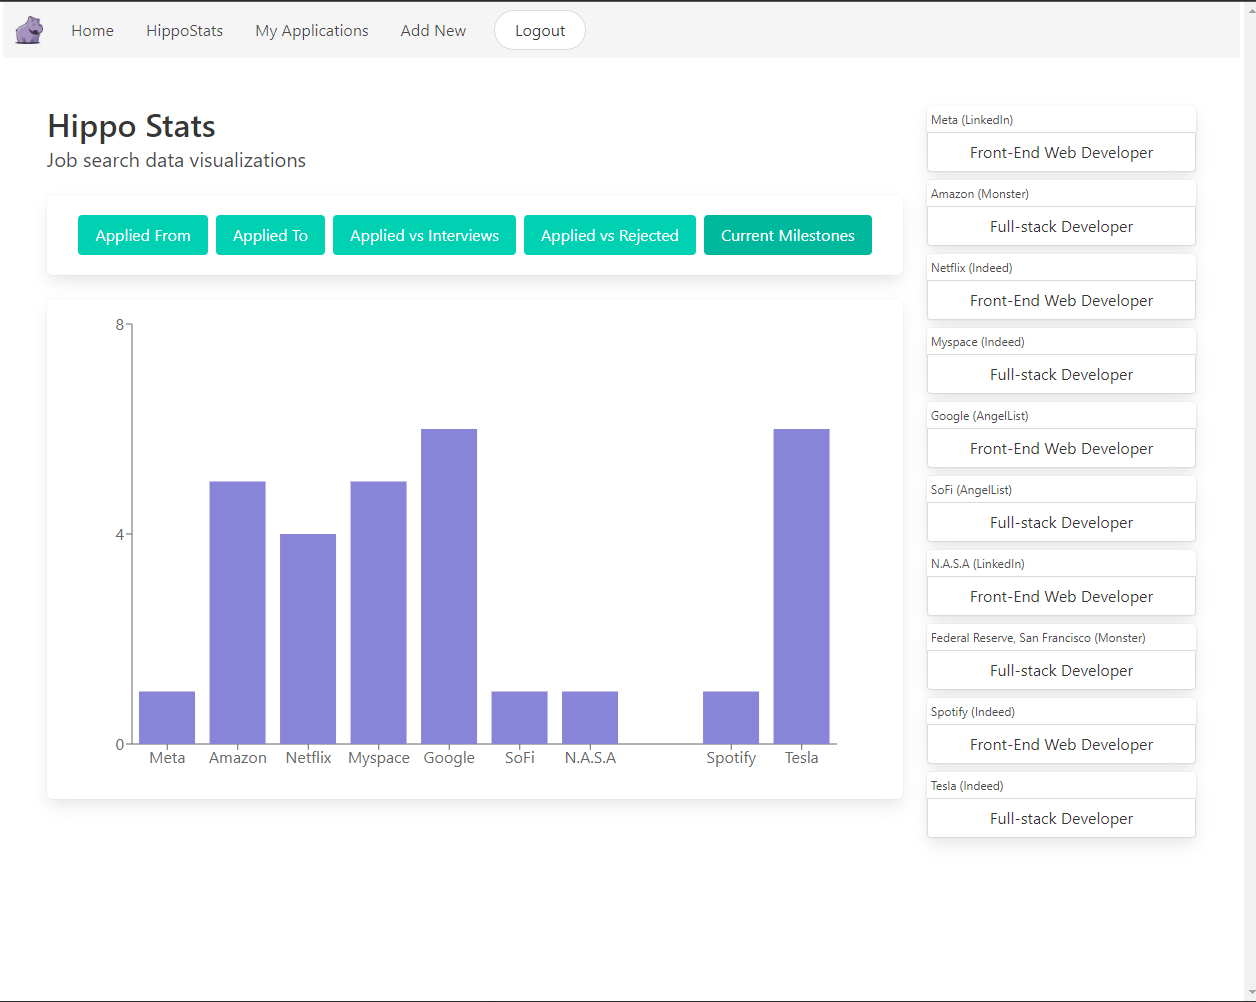 Home HippoStats My Applications Add New Logout
Hippo Stats
Job search data visualizations
Applied From Applied To Applied vs Interviews Applied vs Rejected Current Milestones
8
4
0
Meta Amazon Netflix Myspace Google SoFi N.A.S.A Spotify Tesla
Meta (LinkedIn)
Front-End Web Developer
Amazon (Monster)
Full-stack Developer
Netflix (Indeed)
Front-End Web Developer
Myspace (Indeed)
Full-stack Developer
Google (AngelList)
Front-End Web Developer
SoFi (AngelList)
Full-stack Developer
N.A.S.A (LinkedIn)
Front-End Web Developer
Federal Reserve, San Francisco (Monster)
Full-stack Developer
Spotify (Indeed)
Front-End Web Developer
Tesla (Indeed)
Full-stack Developer